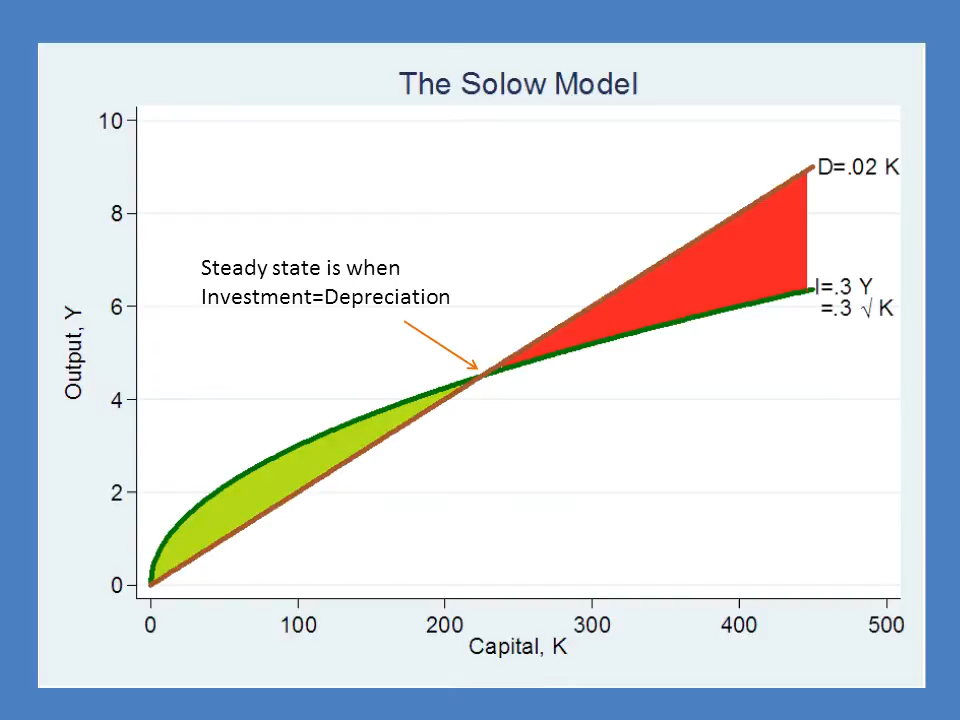 The Solow Model
10
8
6
4
2
0
Output, Y
D=.02 K
Steady state is when
Investment=Depreciation
I=.3 Y
=.3 √ K
0 100 200 300 400 500
Capital, K